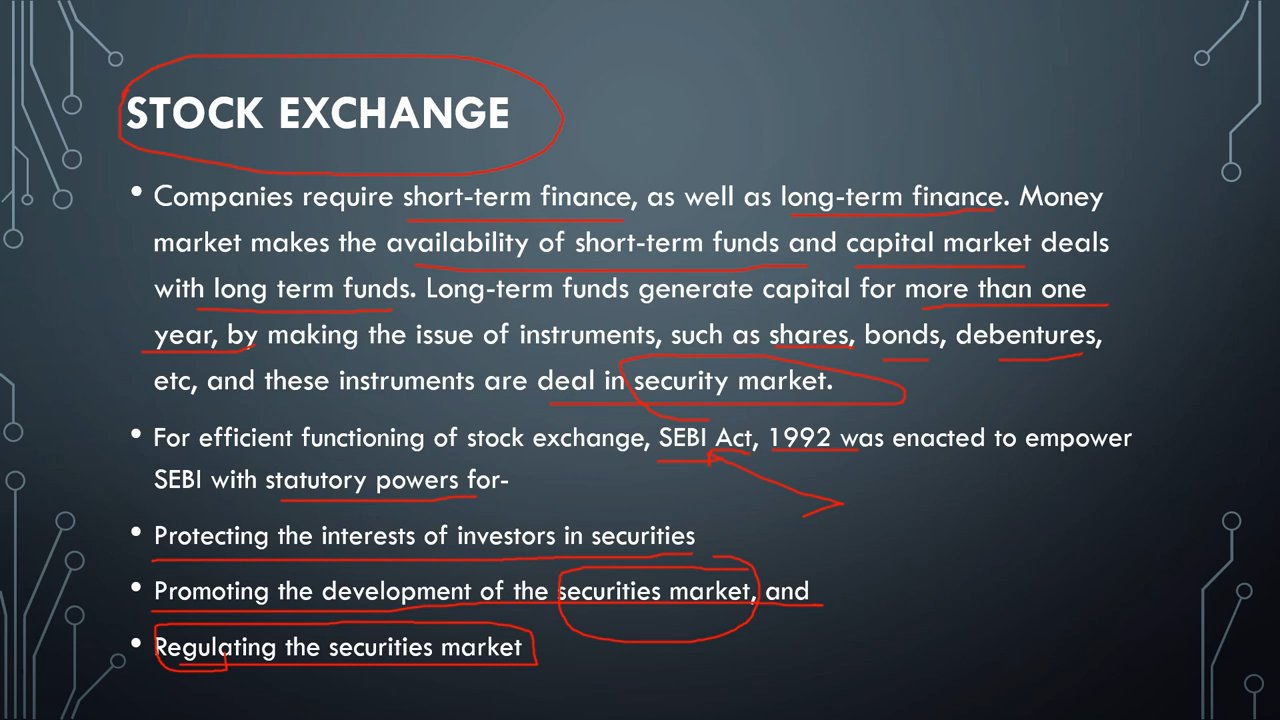 STOCK EXCHANGE
• Companies require short-term finance, as well as long-term finance. Money
market makes the availability of short-term funds and capital market deals
with long term funds. Long-term funds generate capital for more than one
year, by making the issue of instruments, such as shares, bonds, debentures,
etc, and these instruments are deal in security market.
• For efficient functioning of stock exchange, SEBI Act, 1992 was enacted to empower
SEBI with statutory powers for-
• Protecting the interests of investors in securities
• Promoting the development of the securities market, and
• Regulating the securities market